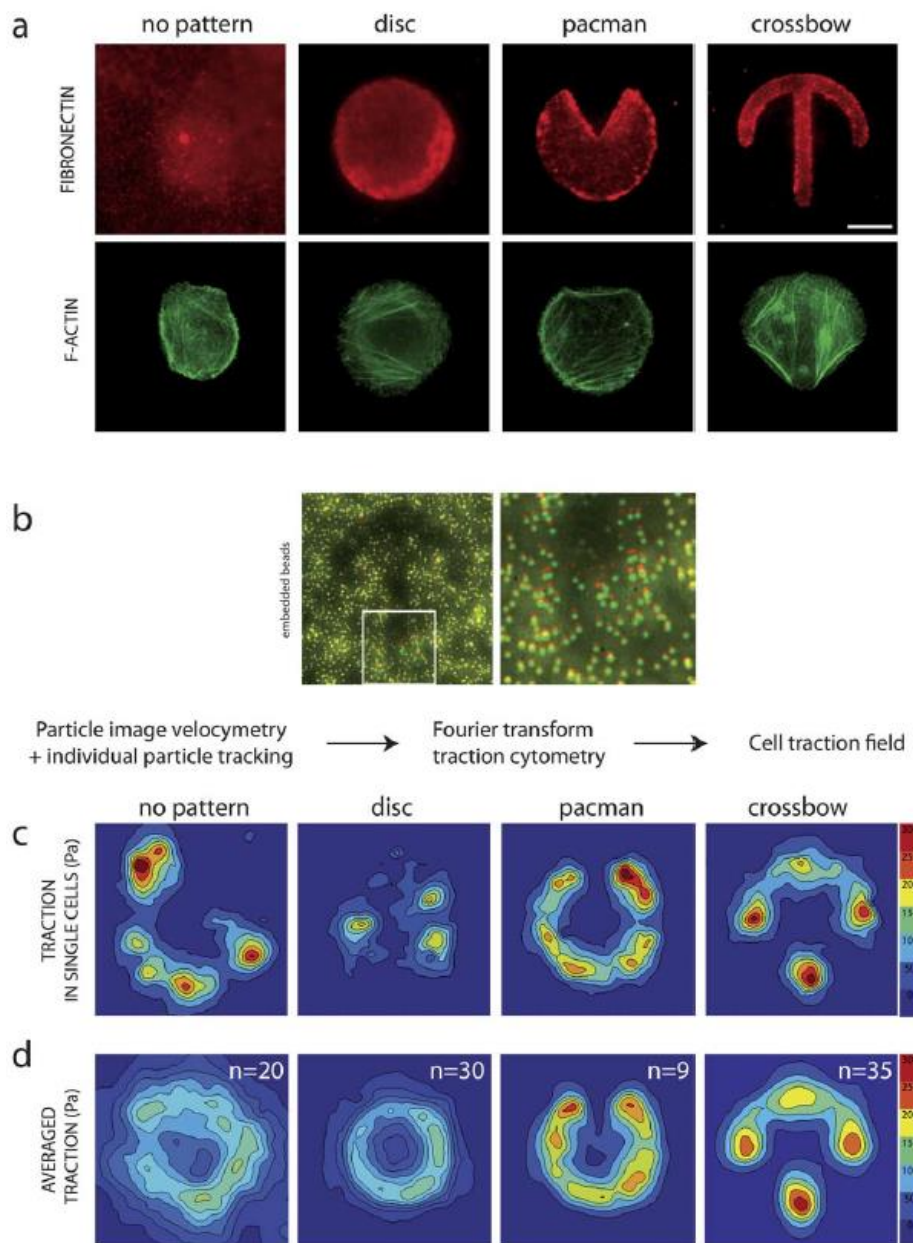 a
no pattern disc pacman crossbow
FIBRONECTIN
F-ACTIN
b
embedded beads
Particle image velocymetry
+ individual particle tracking
Fourier transform
traction cytometry
Cell traction field
no pattern disc pacman crossbow
c
TRACTION
IN SINGLE CELLS (Pa)
d
AVERAGED
TRACTION (Pa)
n=20 n=30 n=9 n=35